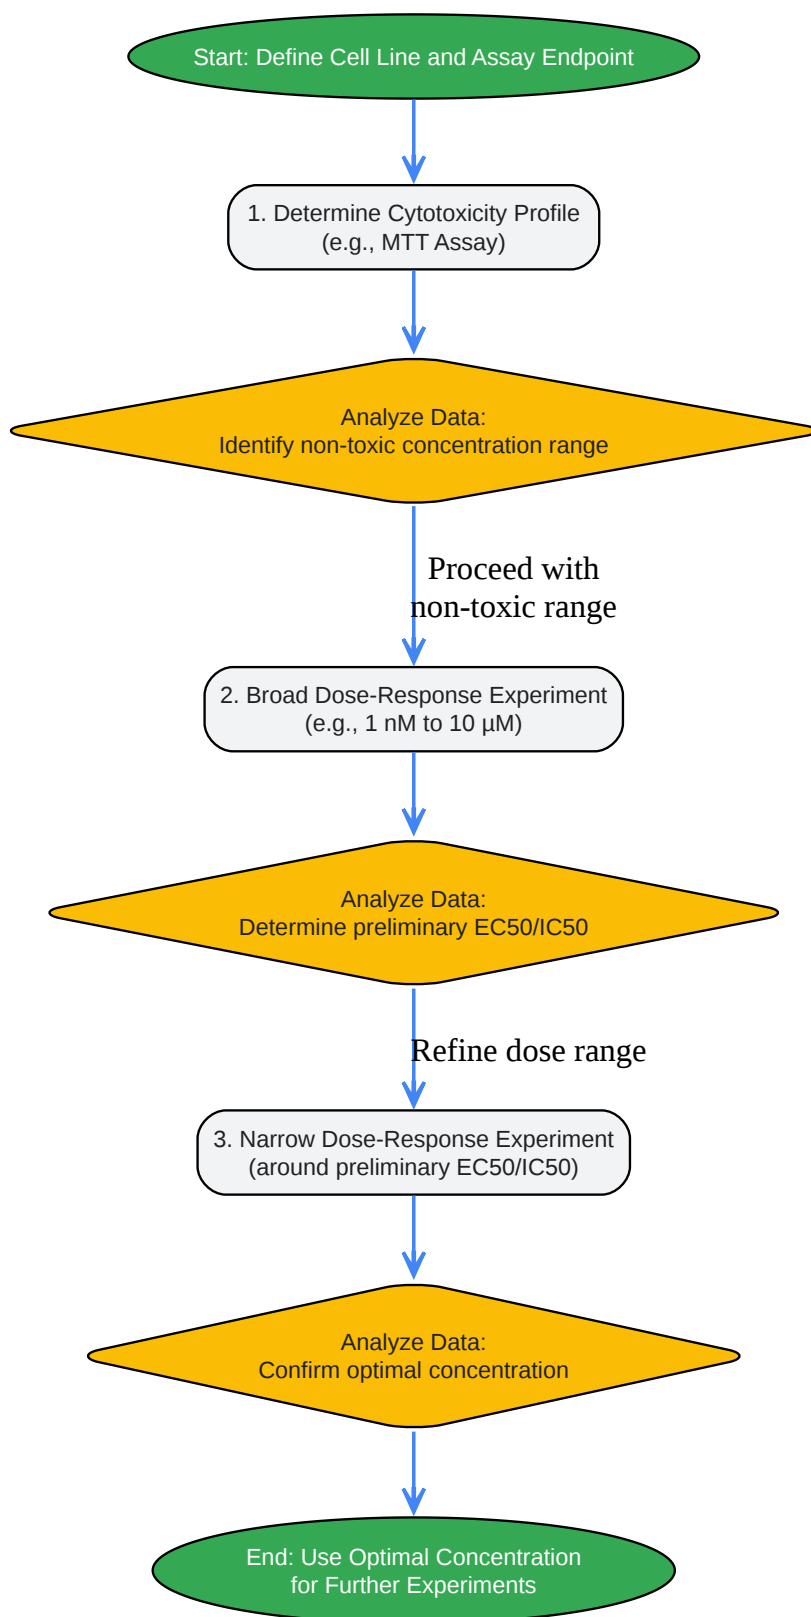 Start: Define Cell Line and Assay Endpoint
1. Determine Cytotoxicity Profile
(e.g., MTT Assay)
Analyze Data:
Identify non-toxic concentration range
Proceed with
non-toxic range
2. Broad Dose-Response Experiment
(e.g., 1 nM to 10 µM)
Analyze Data:
Determine preliminary EC50/IC50
Refine dose range
3. Narrow Dose-Response Experiment
(around preliminary EC50/IC50)
Analyze Data:
Confirm optimal concentration
End: Use Optimal Concentration
for Further Experiments